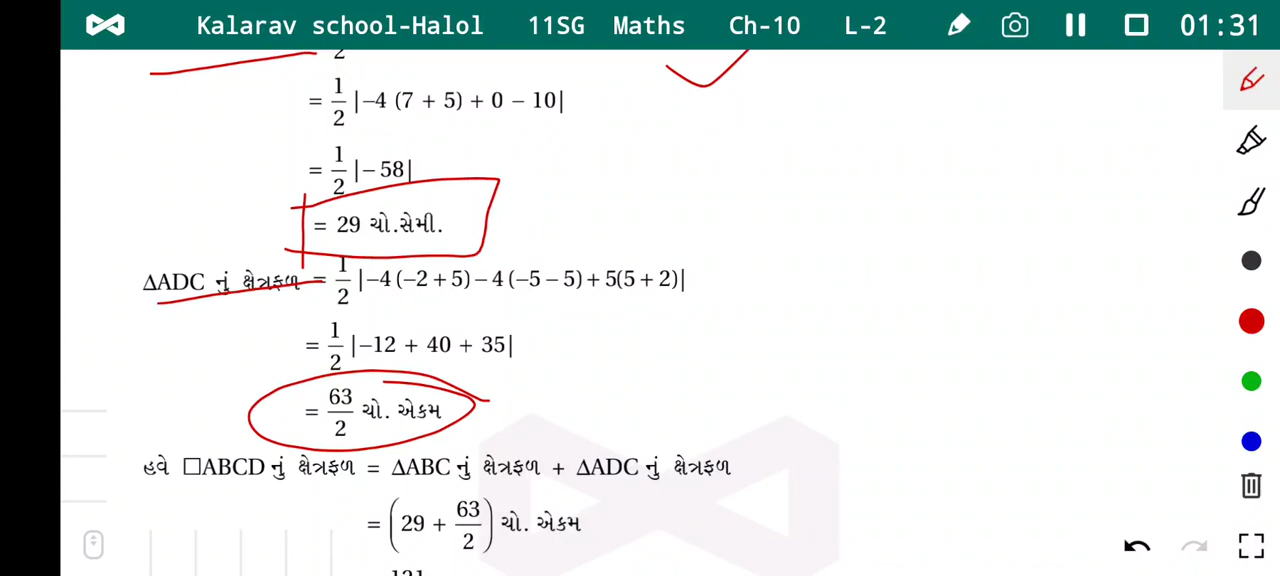 Kalarav school-Halol 11SG Maths Ch-10 L-2 01:31
2
= 1/2 |−4 (7 + 5) + 0 − 10|
= 1/2 |− 58|
= 29 ચો.સેમી.
ΔADC નું ક્ષેત્રફળ = 1/2 |−4 (−2 + 5) − 4 (−5 − 5) + 5(5 + 2)|
= 1/2 |−12 + 40 + 35|
= 63/2 ચો. એકમ
હવે □ABCD નું ક્ષેત્રફળ = ΔABC નું ક્ષેત્રફળ + ΔADC નું ક્ષેત્રફળ
= (29 + 63/2) ચો. એકમ
121